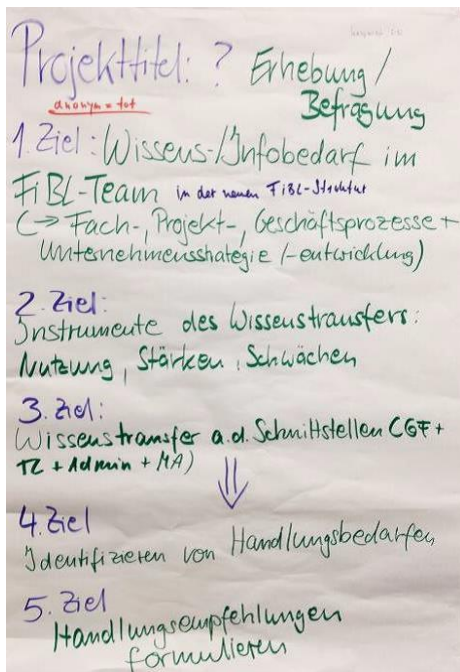 Projekttitel: ? Erhebung/
anonym = tot Befragung
1. Ziel: Wissens-/Infobedarf im
FiBL-Team in der neuen FiBL-Struktur
(→ Fach-, Projekt-, Geschäftsprozesse +
Unternehmensstrategie (-entwicklung)
2. Ziel:
Instrumente des Wissenstransfers:
Nutzung, Stärken, Schwächen
3. Ziel:
Wissenstransfer a.d. Schnittstellen (GF +
TL + Admin + MA)
4. Ziel
Identifizieren von Handlungsbedarfen
5. Ziel
Handlungsempfehlungen
formulieren